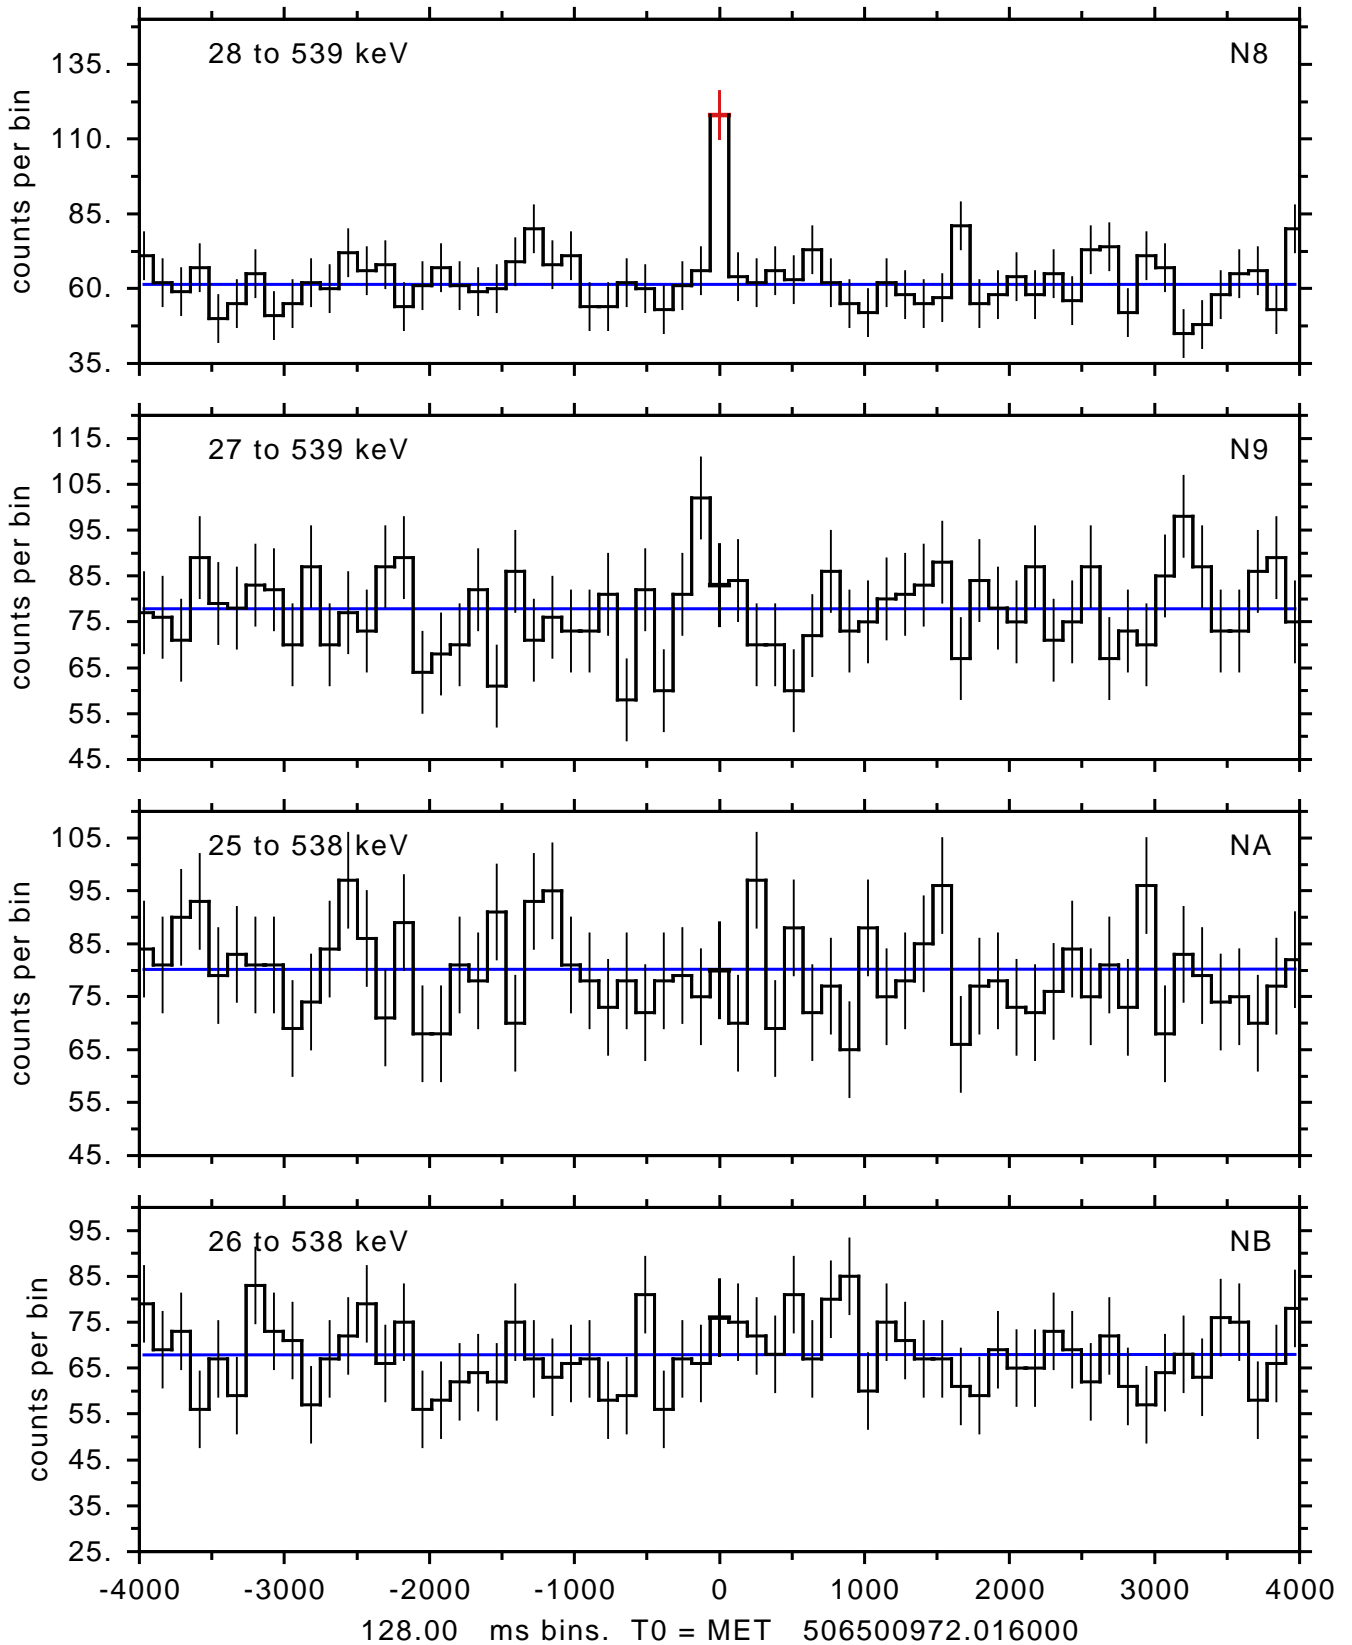 28 to 539 keV N8
135.
110.
85.
60.
35.
counts per bin
27 to 539 keV N9
115.
105.
95.
85.
75.
65.
55.
45.
counts per bin
25 to 538 keV NA
105.
95.
85.
75.
65.
55.
45.
counts per bin
26 to 538 keV NB
95.
85.
75.
65.
55.
45.
35.
25.
counts per bin
-4000 -3000 -2000 -1000 0 1000 2000 3000 4000
128.00 ms bins. T0 = MET 506500972.016000